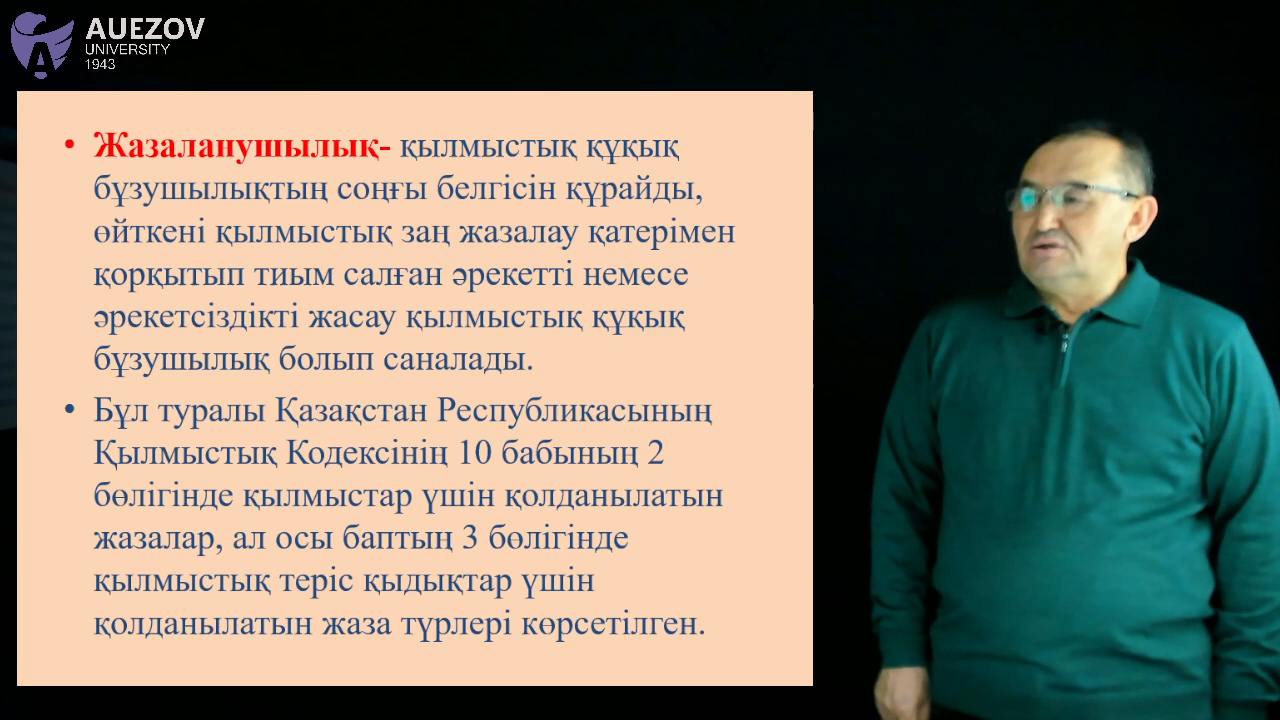 AUEZOV
UNIVERSITY
1943
• Жазаланушылық- қылмыстық құқық
бұзушылықтың соңғы белгісін құрайды,
өйткені қылмыстық заң жазалау қатерімен
қорқытып тиым салған әрекетті немесе
әрекетсіздікті жасау қылмыстық құқық
бұзушылық болып саналады.
• Бұл туралы Қазақстан Республикасының
Қылмыстық Кодексінің 10 бабының 2
бөлігінде қылмыстар үшін қолданылатын
жазалар, ал осы баптың 3 бөлігінде
қылмыстық теріс қыдықтар үшін
қолданылатын жаза түрлері көрсетілген.